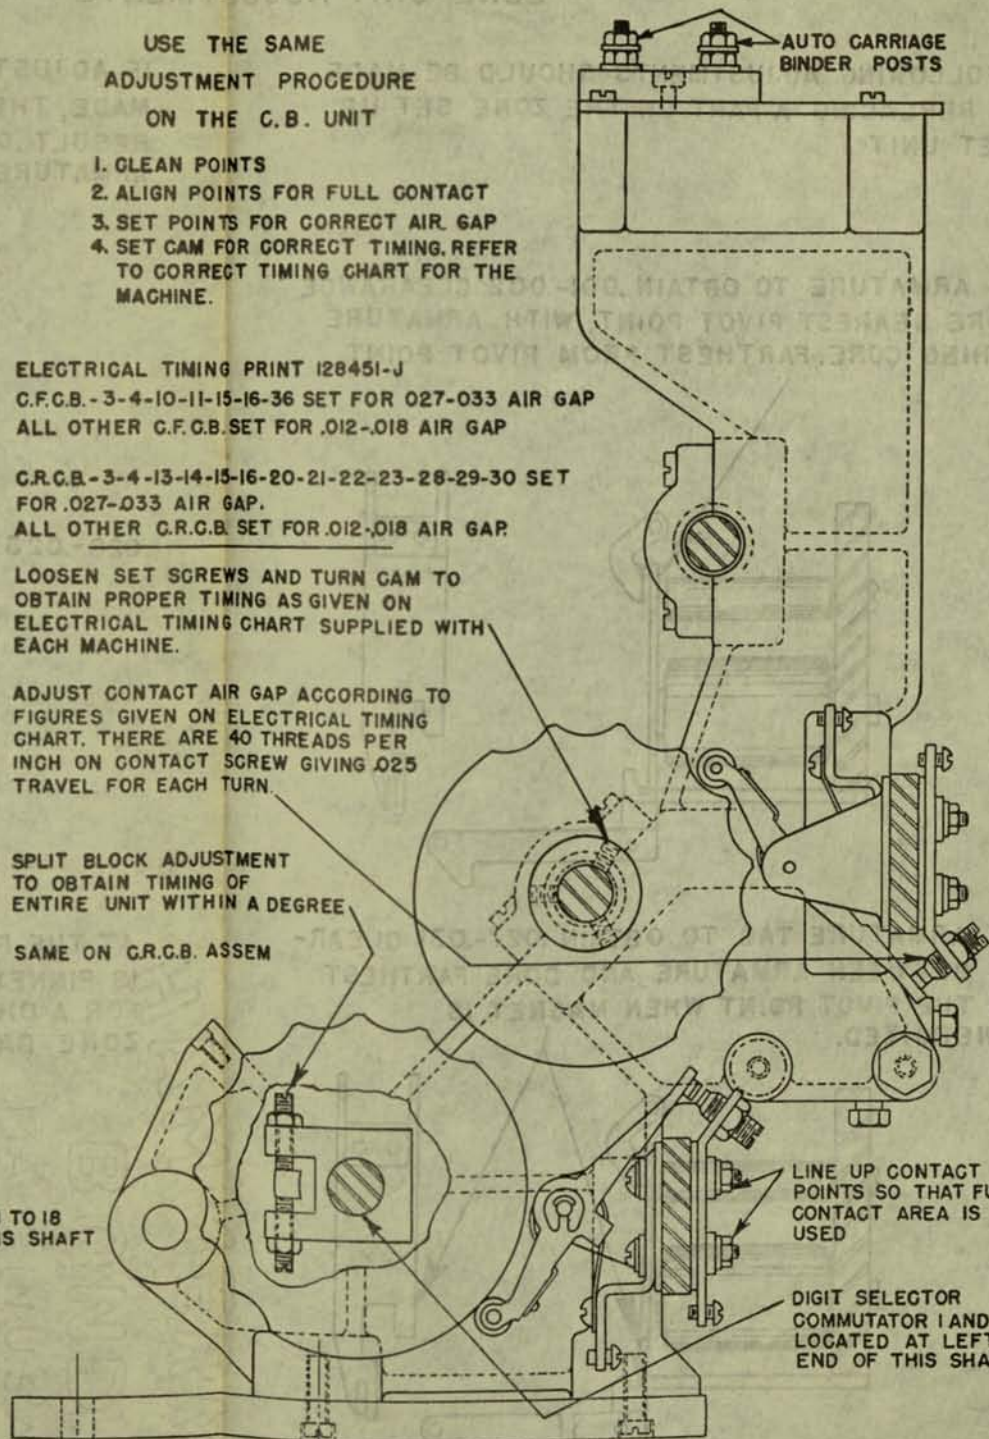 AUTO CARRIAGE
BINDER POSTS
USE THE SAME
ADJUSTMENT PROCEDURE
ON THE C.B. UNIT
1. CLEAN POINTS
2. ALIGN POINTS FOR FULL CONTACT
3. SET POINTS FOR CORRECT AIR GAP
4. SET CAM FOR CORRECT TIMING. REFER
TO CORRECT TIMING CHART FOR THE
MACHINE.
ELECTRICAL TIMING PRINT 128451-J
C.F.C.B.-3-4-10-11-15-16-36 SET FOR 027-033 AIR GAP
ALL OTHER C.F.C.B. SET FOR .012-.018 AIR GAP
C.R.C.B.-3-4-13-14-15-16-20-21-22-23-28-29-30 SET
FOR .027-.033 AIR GAP.
ALL OTHER C.R.C.B. SET FOR .012-.018 AIR GAP.
LOOSEN SET SCREWS AND TURN CAM TO
OBTAIN PROPER TIMING AS GIVEN ON
ELECTRICAL TIMING CHART SUPPLIED WITH
EACH MACHINE.
ADJUST CONTACT AIR GAP ACCORDING TO
FIGURES GIVEN ON ELECTRICAL TIMING
CHART. THERE ARE 40 THREADS PER
INCH ON CONTACT SCREW GIVING .025
TRAVEL FOR EACH TURN.
SPLIT BLOCK ADJUSTMENT
TO OBTAIN TIMING OF
ENTIRE UNIT WITHIN A DEGREE
SAME ON C.R.C.B. ASSEM
TO 18
SHAFT
LINE UP CONTACT
POINTS SO THAT
CONTACT AREA IS
USED
DIGIT SELECTOR
COMMUTATOR 1 AND
LOCATED AT LEFT
END OF THIS